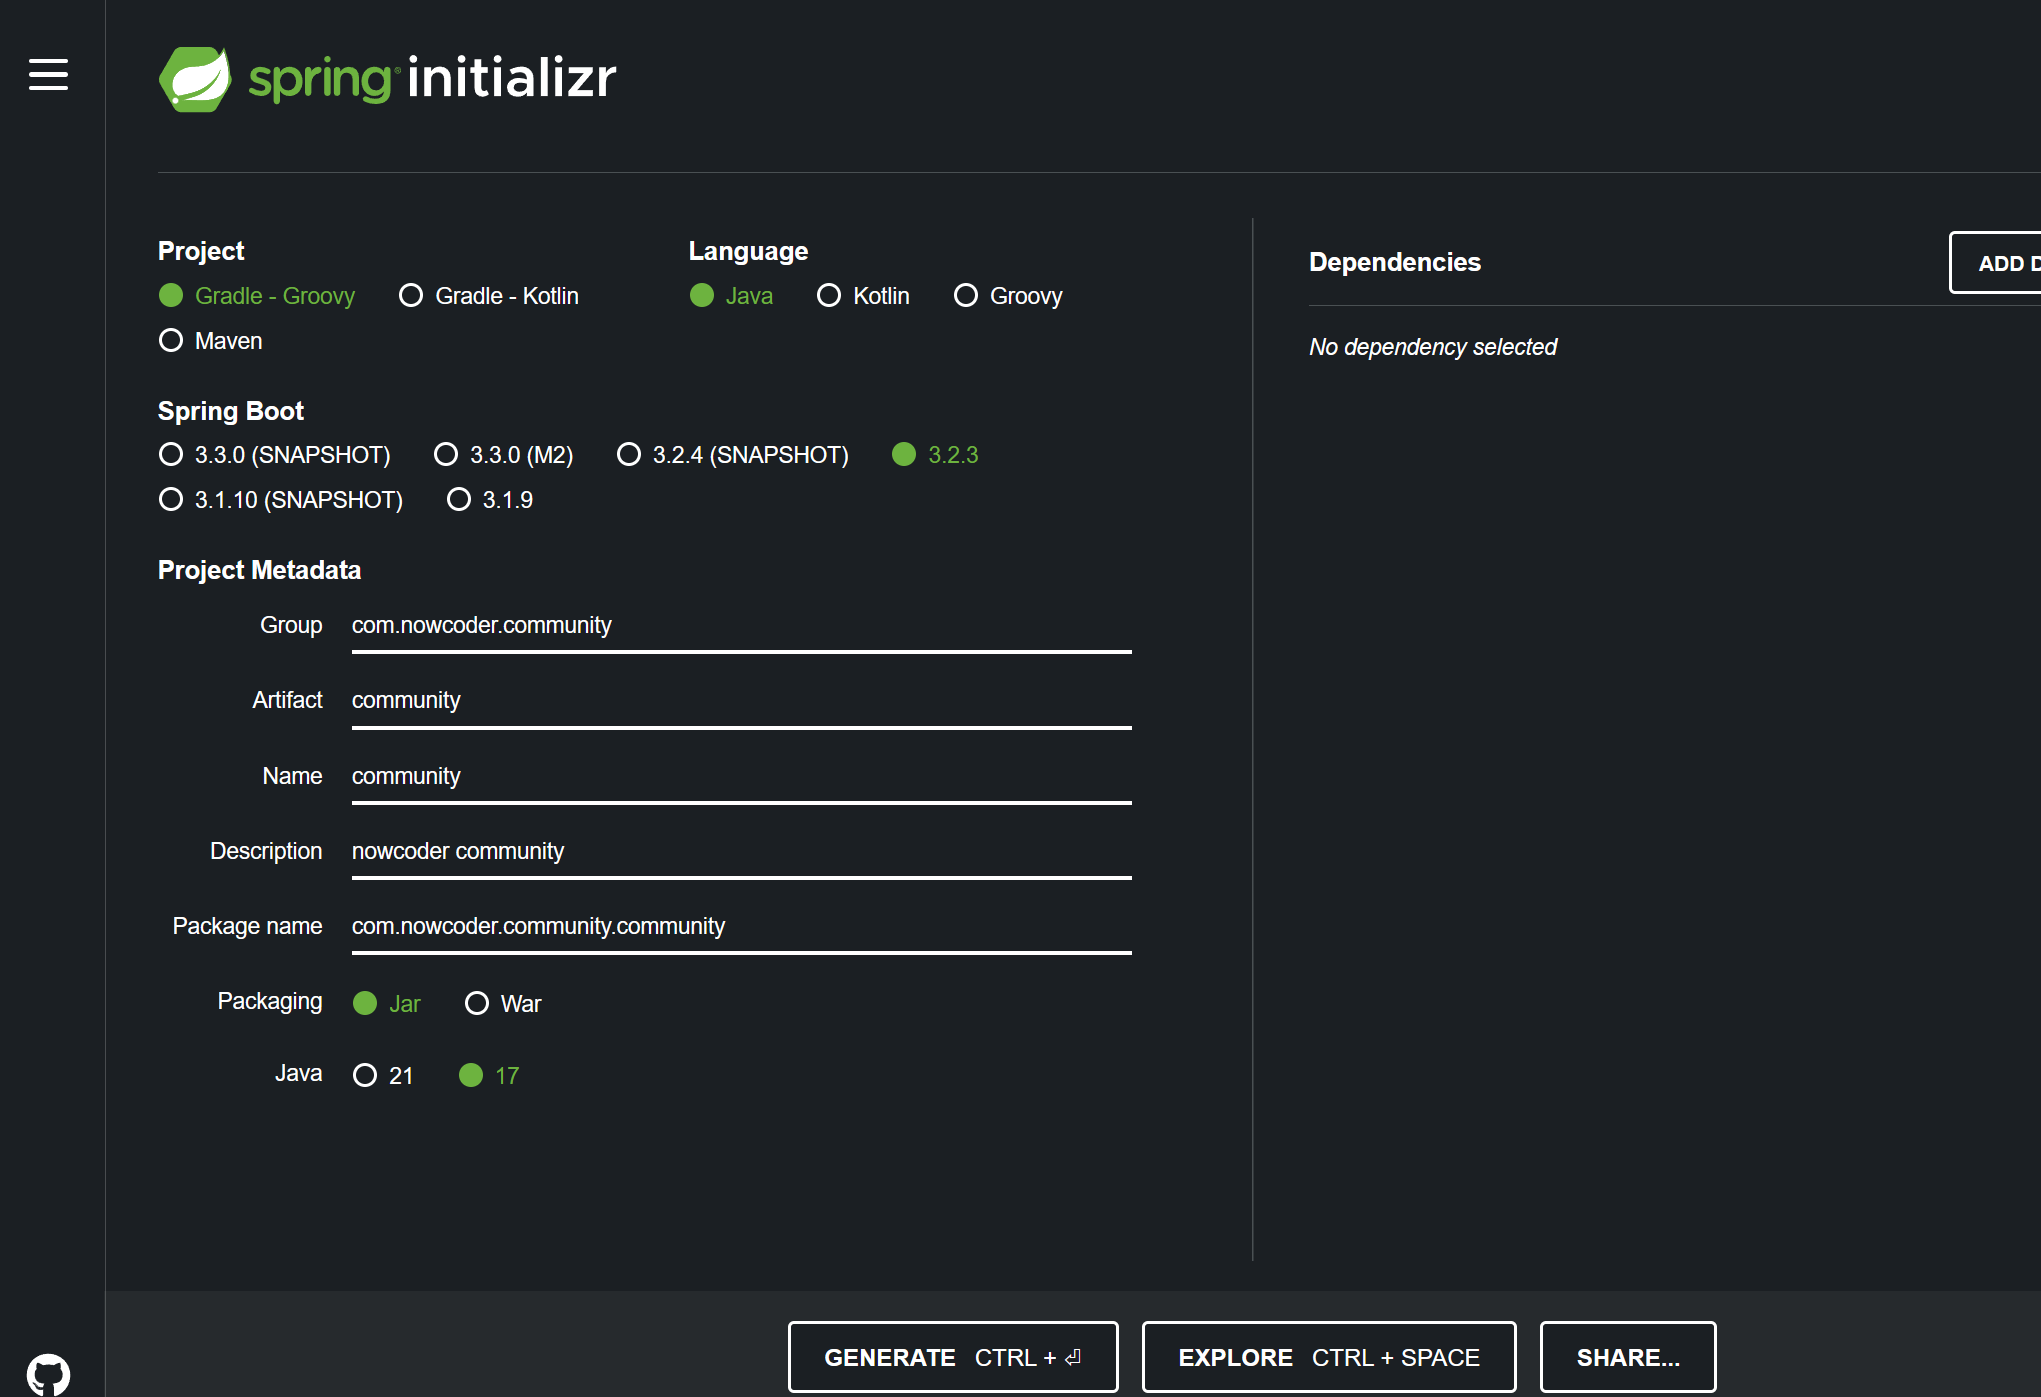 spring initializr
Project
Gradle - Groovy
Gradle - Kotlin
Maven
Language
Java
Kotlin
Groovy
Spring Boot
3.3.0 (SNAPSHOT)
3.3.0 (M2)
3.2.4 (SNAPSHOT)
3.2.3
3.1.10 (SNAPSHOT)
3.1.9
Project Metadata
Group com.nowcoder.community
Artifact community
Name community
Description nowcoder community
Package name com.nowcoder.community.community
Packaging Jar War
Java 21 17
Dependencies
ADD D
No dependency selected
GENERATE CTRL + ⏎
EXPLORE CTRL + SPACE
SHARE...